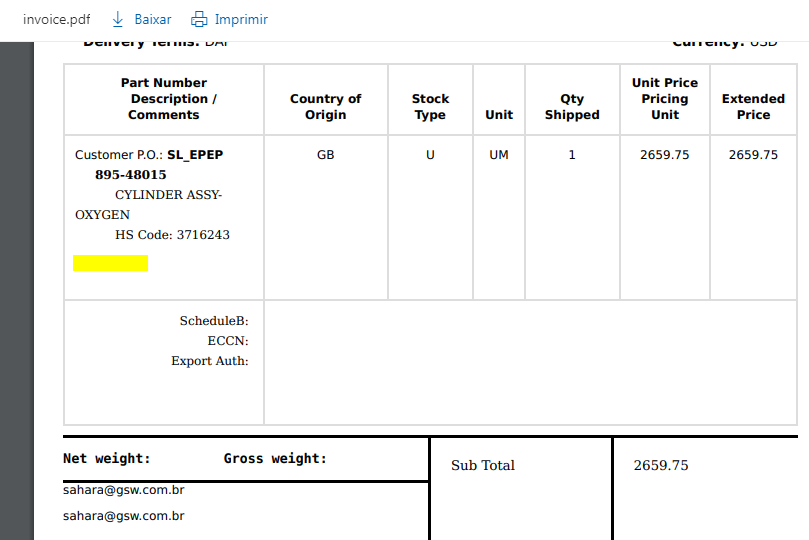 invoice.pdf Baixar Imprimir
Delivery Terms: DAP Currency: USD
Part Number
Description /
Comments
Country of
Origin
Stock
Type
Unit
Qty
Shipped
Unit Price
Pricing
Unit
Extended
Price
Customer P.O.: SL_EPEP GB U UM 1 2659.75 2659.75
895-48015
CYLINDER ASSY-
OXYGEN
HS Code: 3716243
ScheduleB:
ECCN:
Export Auth:
Net weight: Gross weight:
Sub Total 2659.75
sahara@gsw.com.br
sahara@gsw.com.br